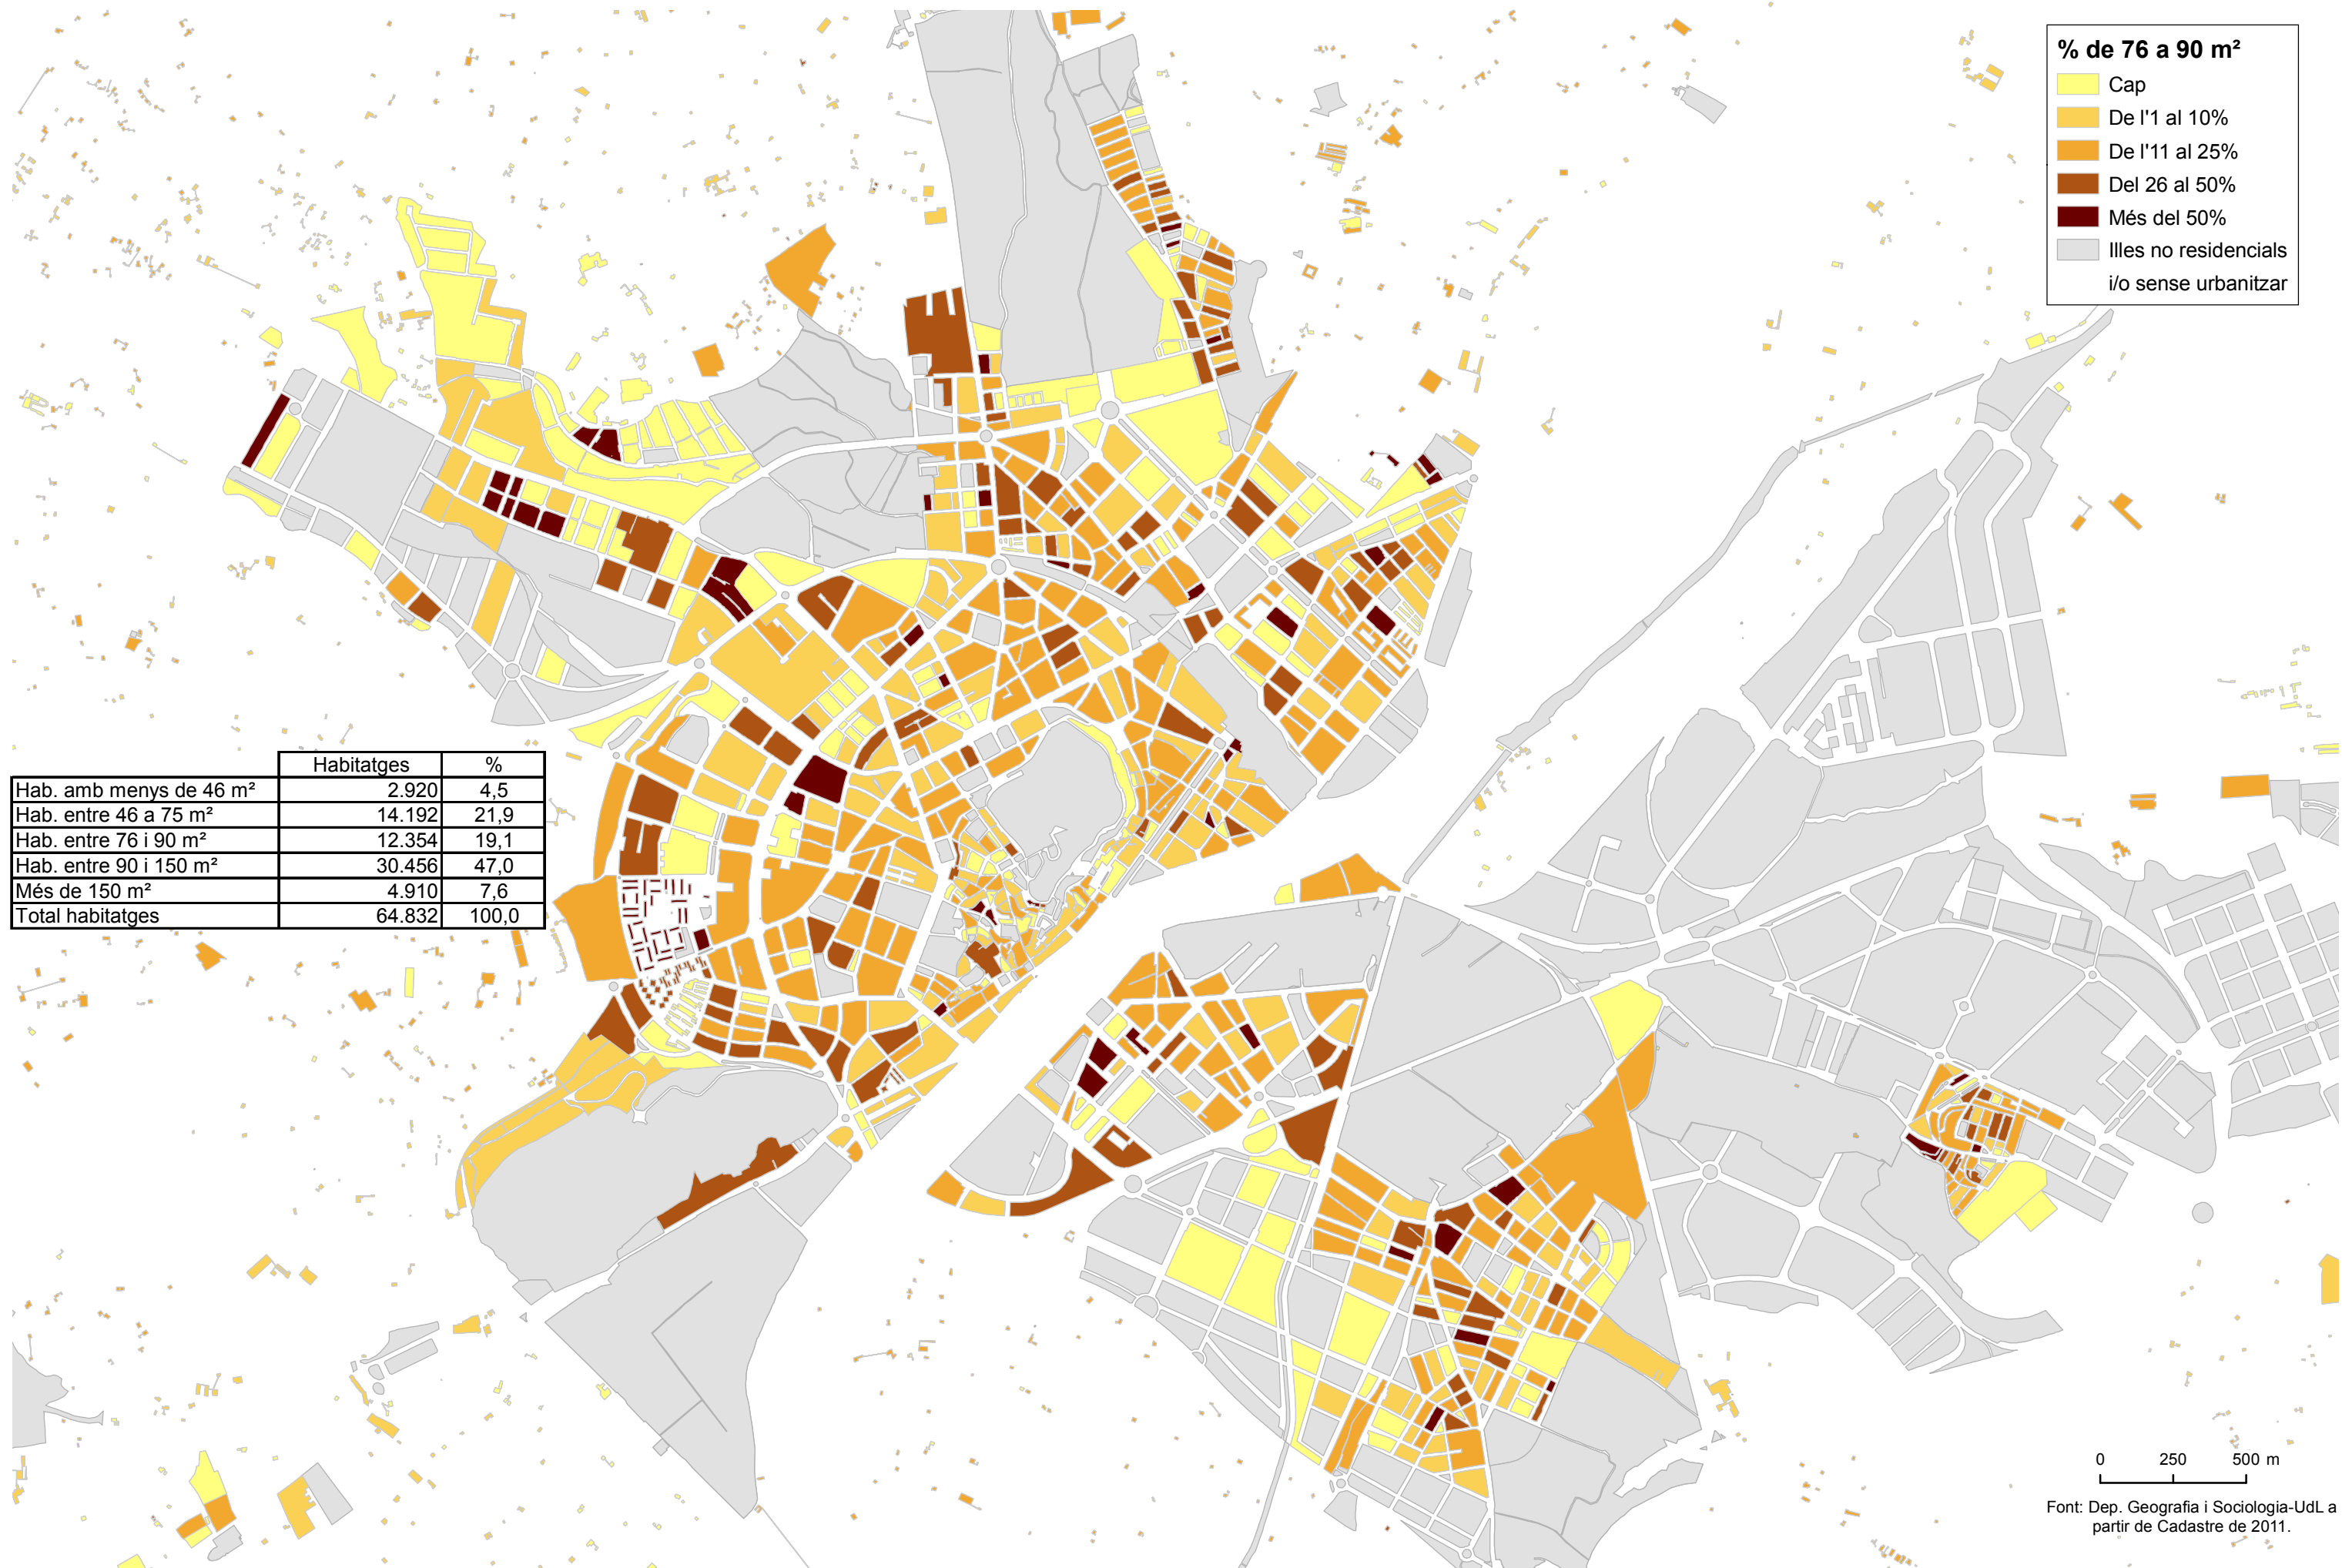 % de 76 a 90 m²
Cap
De l'1 al 10%
De l'11 al 25%
Del 26 al 50%
Més del 50%
Illes no residencials
i/o sense urbanitzar
Habitatges %
Hab. amb menys de 46 m² 2.920 4,5
Hab. entre 46 a 75 m² 14.192 21,9
Hab. entre 76 i 90 m² 12.354 19,1
Hab. entre 90 i 150 m² 30.456 47,0
Més de 150 m² 4.910 7,6
Total habitatges 64.832 100,0
0 250 500 m
Font: Dep. Geografia i Sociologia-UdL a
partir de Cadastre de 2011.